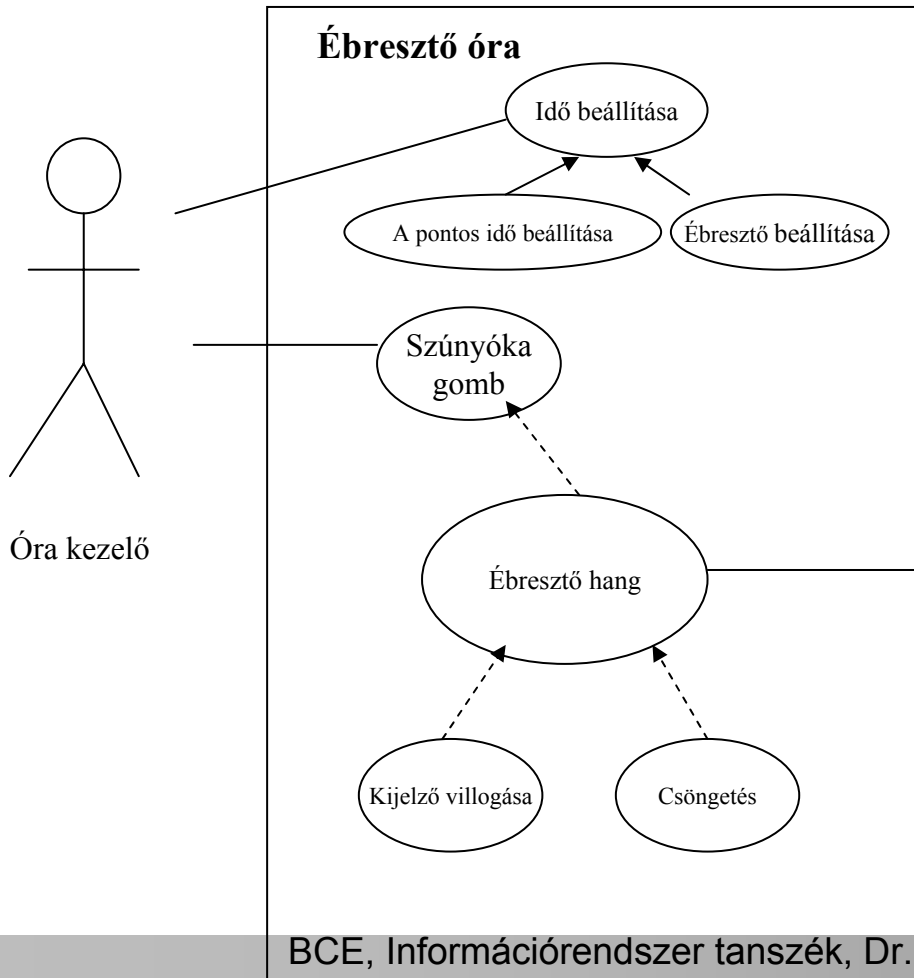 Ébresztő óra
Idő beállítása
A pontos idő beállítása
Ébresztő beállítása
Szúnyóka
gomb
Óra kezelő
Ébresztő hang
Kijelző villogása
Csöngetés
BCE, Információrendszer tanszék, Dr.